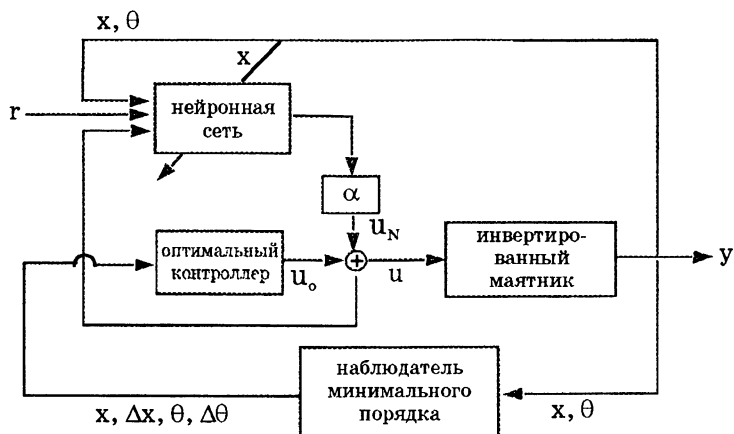 x, θ
x
r
нейронная
сеть
α
u_N
оптимальный
контроллер
u_o
+
u
инвертиро-
ванный
маятник
y
наблюдатель
минимального
порядка
x, θ
x, Δx, θ, Δθ